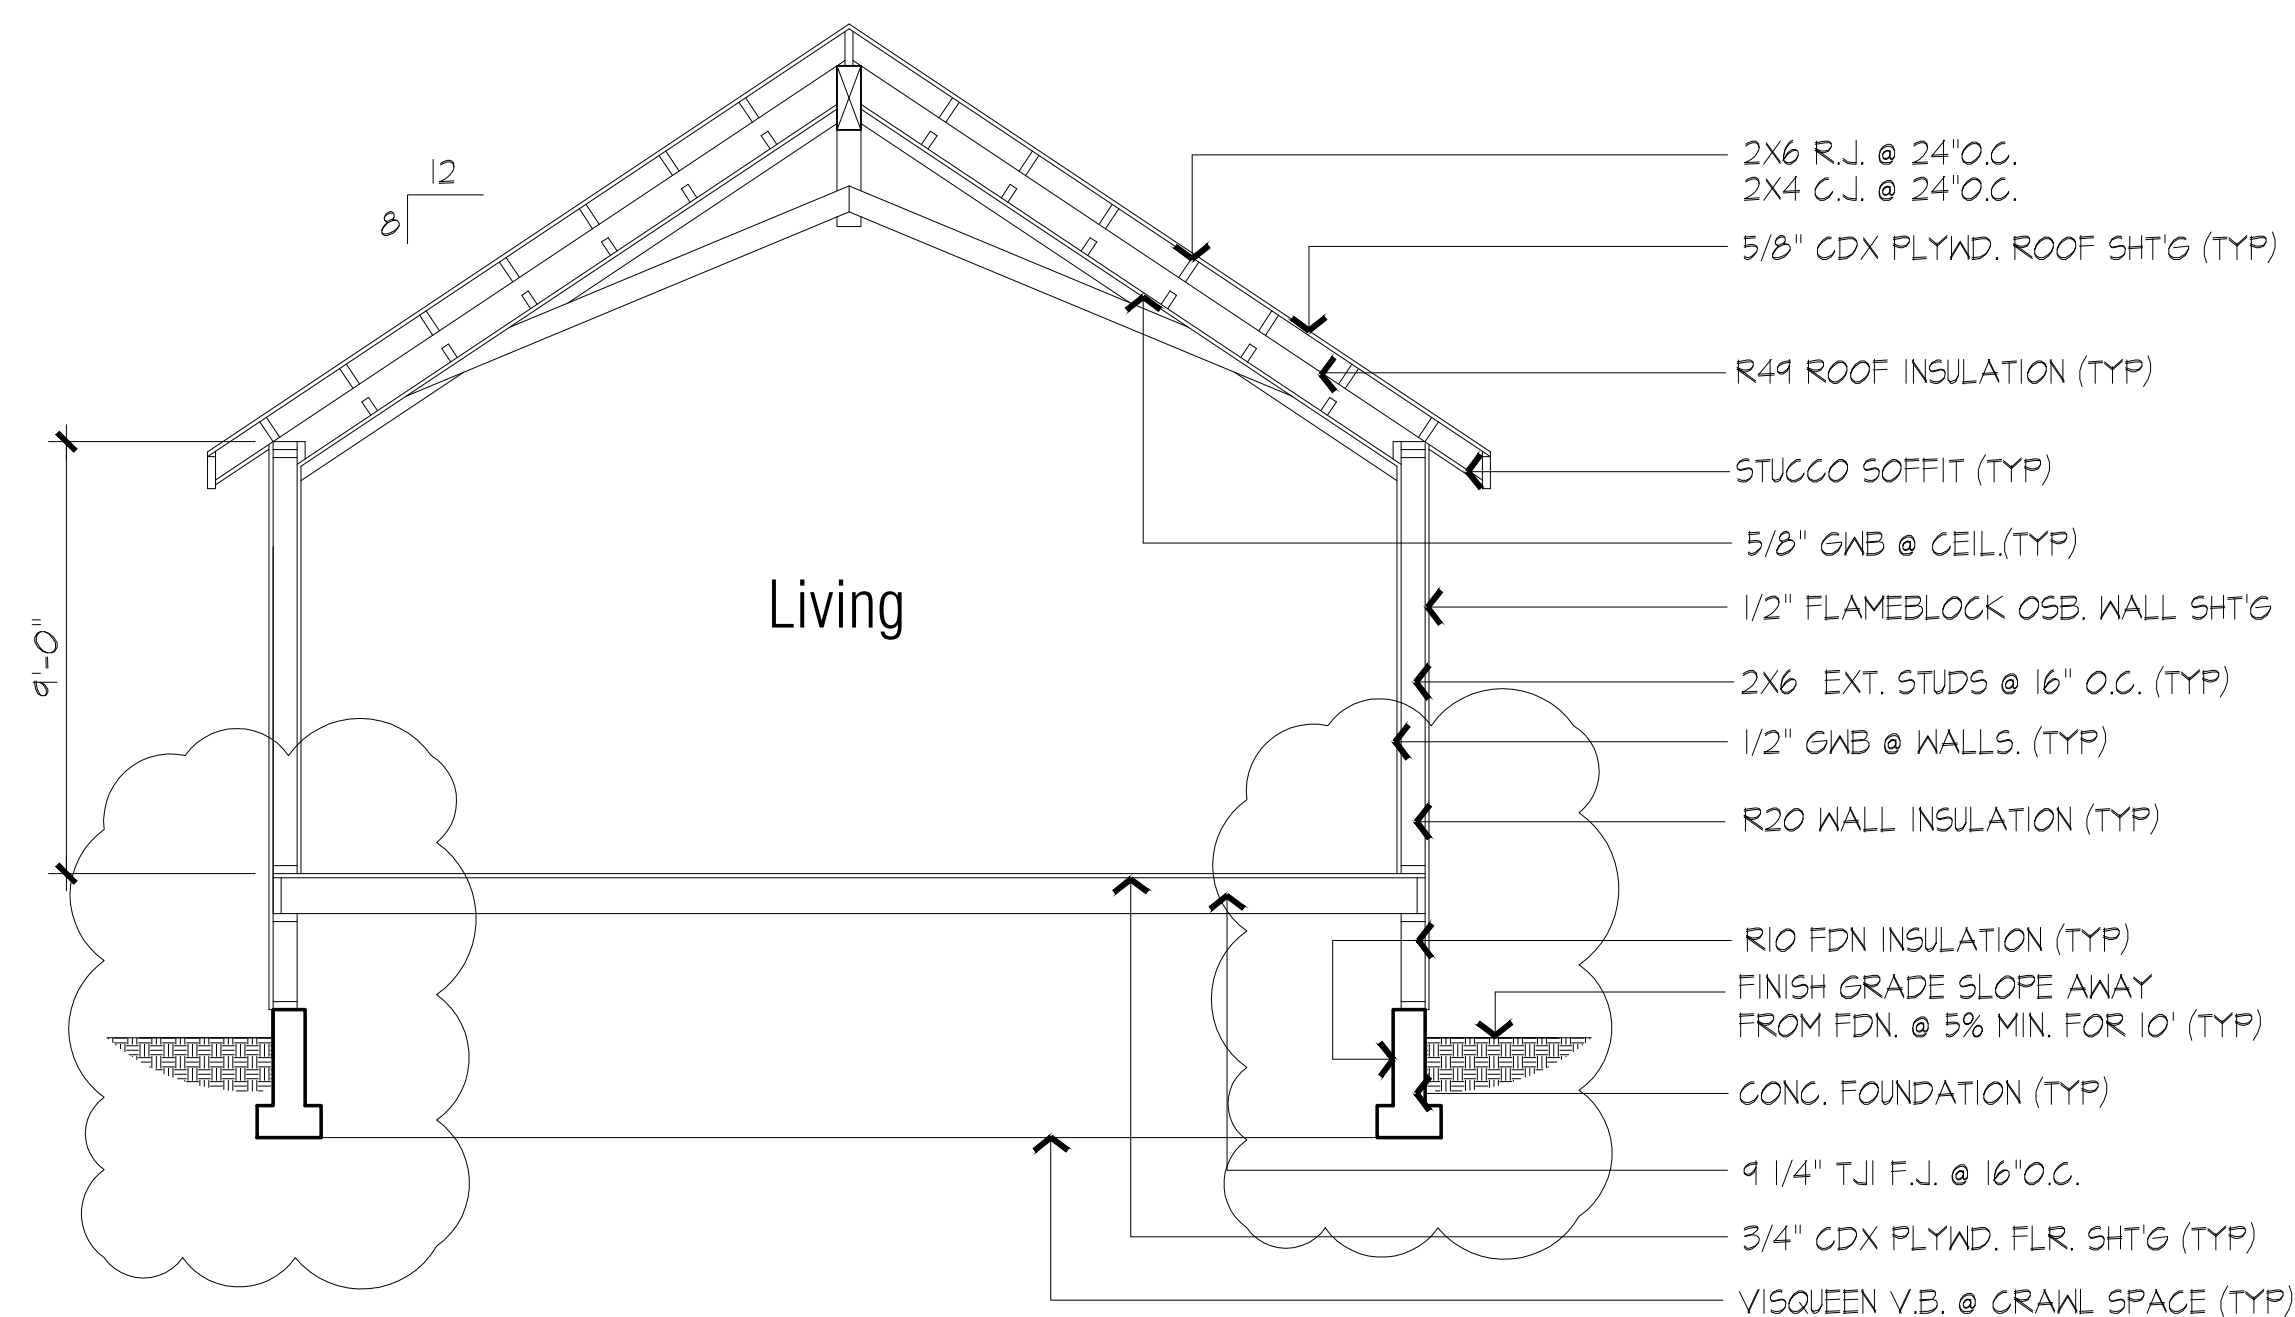 12
8
2X6 R.J. @ 24"O.C.
2X4 C.J. @ 24"O.C.
5/8" CDX PLYWD. ROOF SHT'G (TYP)
R49 ROOF INSULATION (TYP)
STUCCO SOFFIT (TYP)
5/8" GWB @ CEIL.(TYP)
Living
1/2" FLAMEBLOCK OSB. WALL SHT'G
9'-0"
2X6 EXT. STUDS @ 16" O.C. (TYP)
1/2" GWB @ WALLS. (TYP)
R20 WALL INSULATION (TYP)
R10 FDN INSULATION (TYP)
FINISH GRADE SLOPE AWAY
FROM FDN. @ 5% MIN. FOR 10' (TYP)
CONC. FOUNDATION (TYP)
9 1/4" TJI F.J. @ 16"O.C.
3/4" CDX PLYWD. FLR. SHT'G (TYP)
VISQUEEN V.B. @ CRAWL SPACE (TYP)